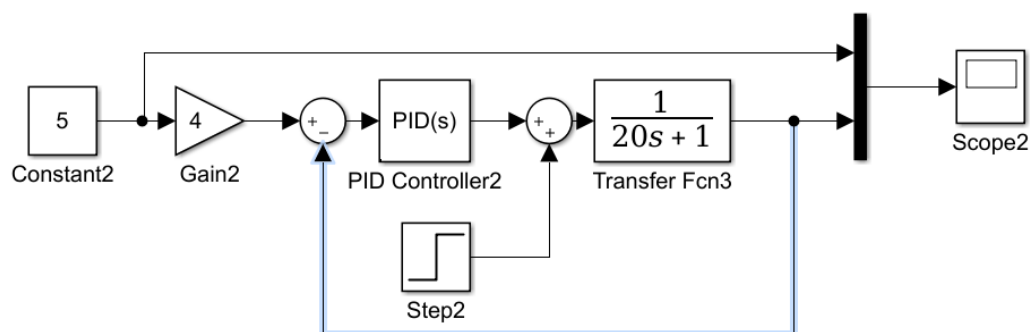 5
Constant2
4
Gain2
+
−
PID(s)
PID Controller2
+
+
1
20s + 1
Transfer Fcn3
Step2
Scope2